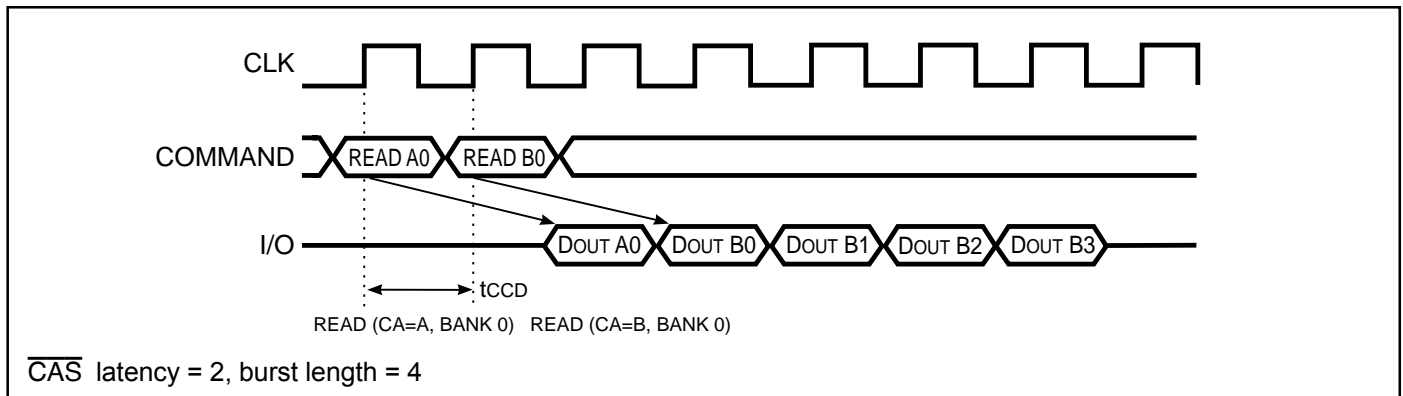 CLK
COMMAND READ A0 READ B0
I/O DOUT A0 DOUT B0 DOUT B1 DOUT B2 DOUT B3
tCCD
READ (CA=A, BANK 0) READ (CA=B, BANK 0)
CAS latency = 2, burst length = 4